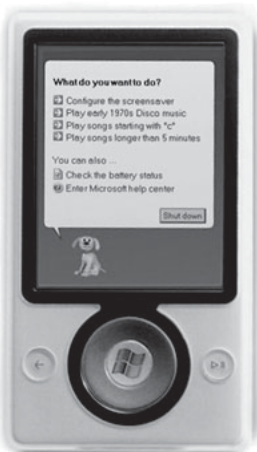 What do you want to do?
Configure the screensaver
Play early 1970s Disco music
Play songs starting with "c"
Play songs longer than 5 minutes
You can also ...
Check the battery status
Enter Microsoft help center
Shut down